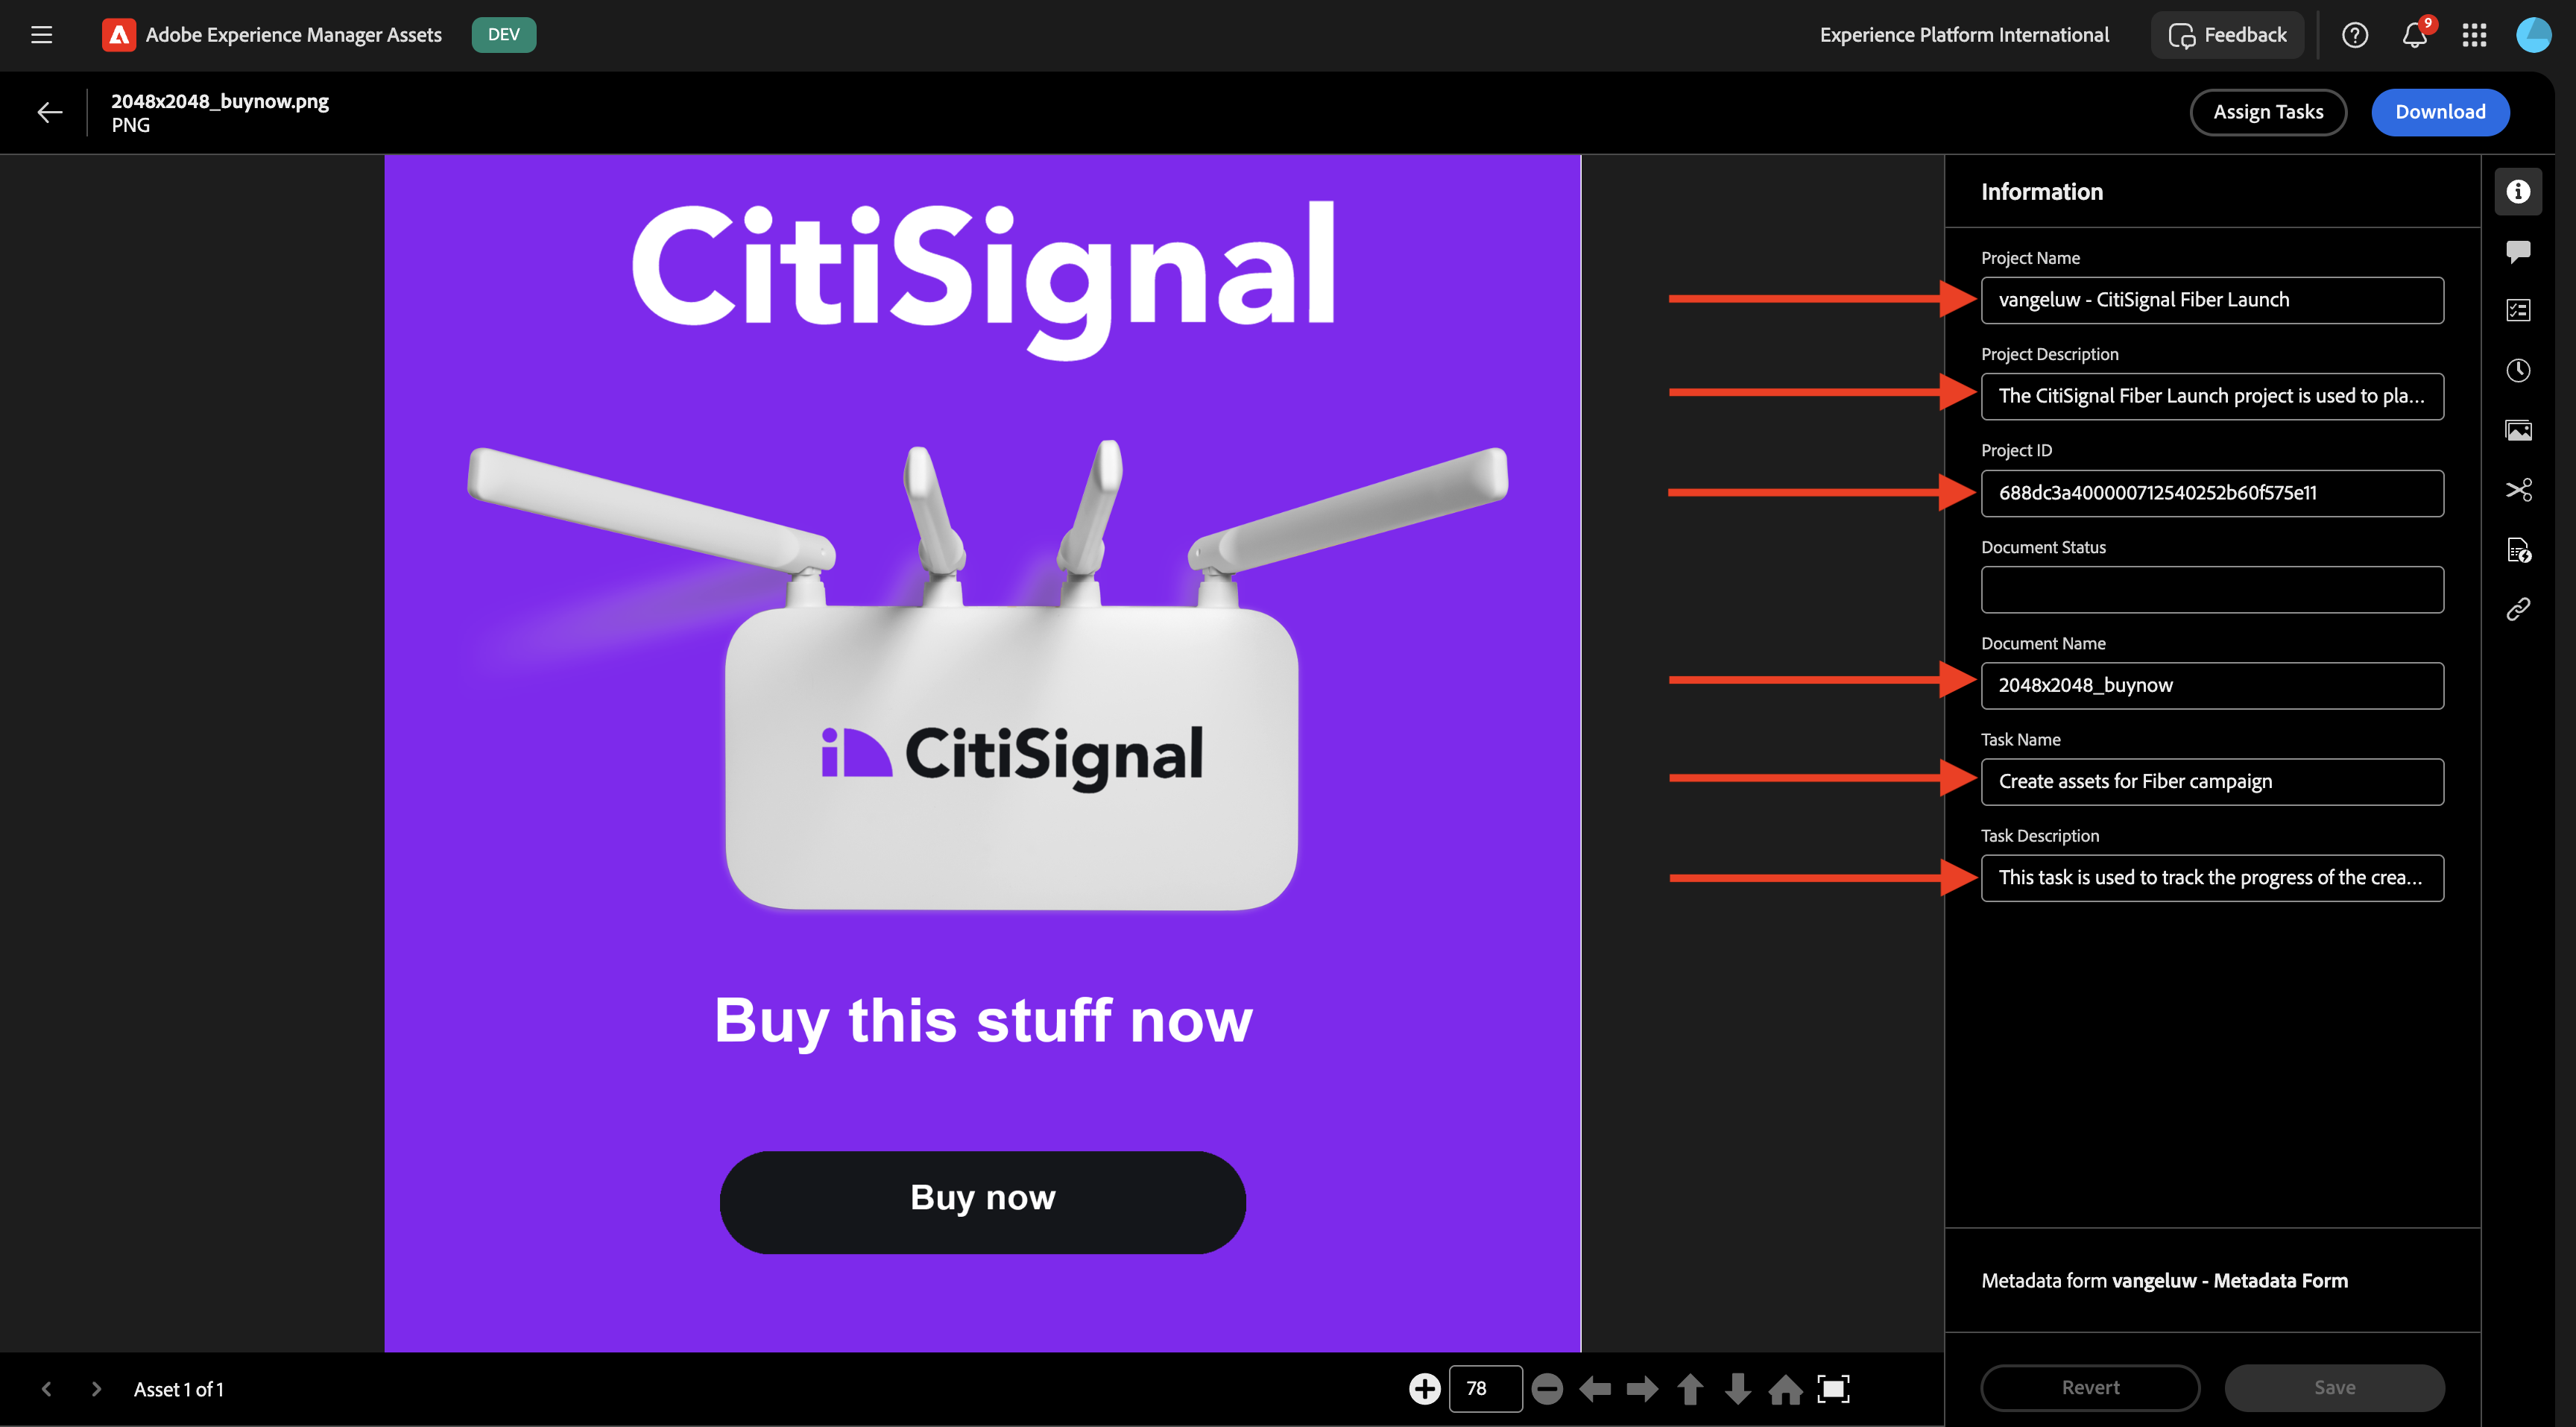 Adobe Experience Manager Assets
DEV
Experience Platform International
Feedback
9
2048x2048_buynow.png
PNG
Assign Tasks
Download
CitiSignal
CitiSignal
Buy this stuff now
Buy now
Information
Project Name
vangeluw - CitiSignal Fiber Launch
Project Description
The CitiSignal Fiber Launch project is used to pla...
Project ID
688dc3a400000712540252b60f575e11
Document Status
Document Name
2048x2048_buynow
Task Name
Create assets for Fiber campaign
Task Description
This task is used to track the progress of the crea...
Metadata form vangeluw - Metadata Form
Asset 1 of 1
78
Revert
Save